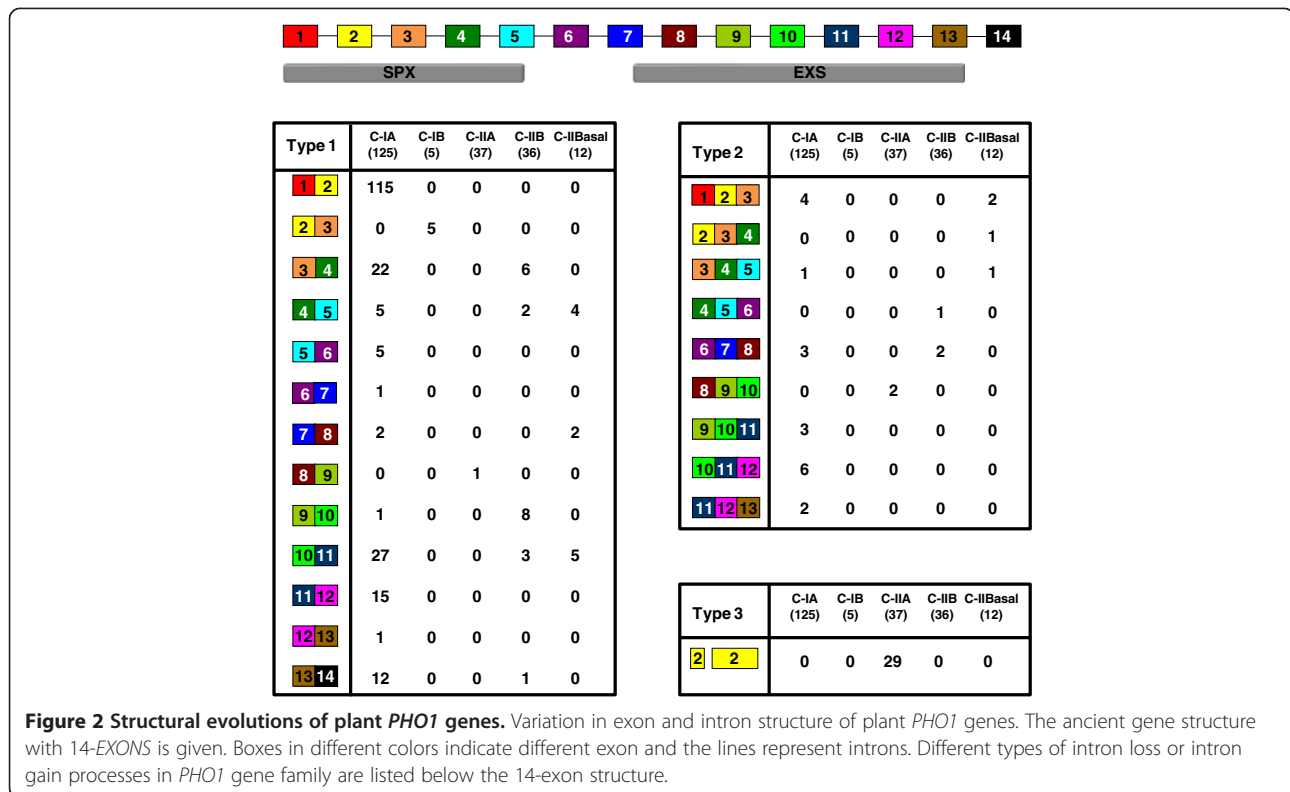 1 2 3 4 5 6 7 8 9 10 11 12 13 14
SPX EXS
Type 1 C-IA (125) C-IB (5) C-IIA (37) C-IIB (36) C-IIBasal (12)
1 2 115 0 0 0 0
2 3 0 5 0 0 0
3 4 22 0 0 6 0
4 5 5 0 0 2 4
5 6 5 0 0 0 0
6 7 1 0 0 0 0
7 8 2 0 0 0 2
8 9 0 0 1 0 0
9 10 1 0 0 8 0
10 11 27 0 0 3 5
11 12 15 0 0 0 0
12 13 1 0 0 0 0
13 14 12 0 0 1 0
Type 2 C-IA (125) C-IB (5) C-IIA (37) C-IIB (36) C-IIBasal (12)
1 2 3 4 0 0 0 2
2 3 4 0 0 0 0 1
3 4 5 1 0 0 0 1
4 5 6 0 0 0 1 0
6 7 8 3 0 0 2 0
8 9 10 0 0 2 0 0
9 10 11 3 0 0 0 0
10 11 12 6 0 0 0 0
11 12 13 2 0 0 0 0
Type 3 C-IA (125) C-IB (5) C-IIA (37) C-IIB (36) C-IIBasal (12)
2 2 0 0 29 0 0
Figure 2 Structural evolutions of plant PHO1 genes. Variation in exon and intron structure of plant PHO1 genes. The ancient gene structure
with 14-EXONS is given. Boxes in different colors indicate different exon and the lines represent introns. Different types of intron loss or intron
gain processes in PHO1 gene family are listed below the 14-exon structure.